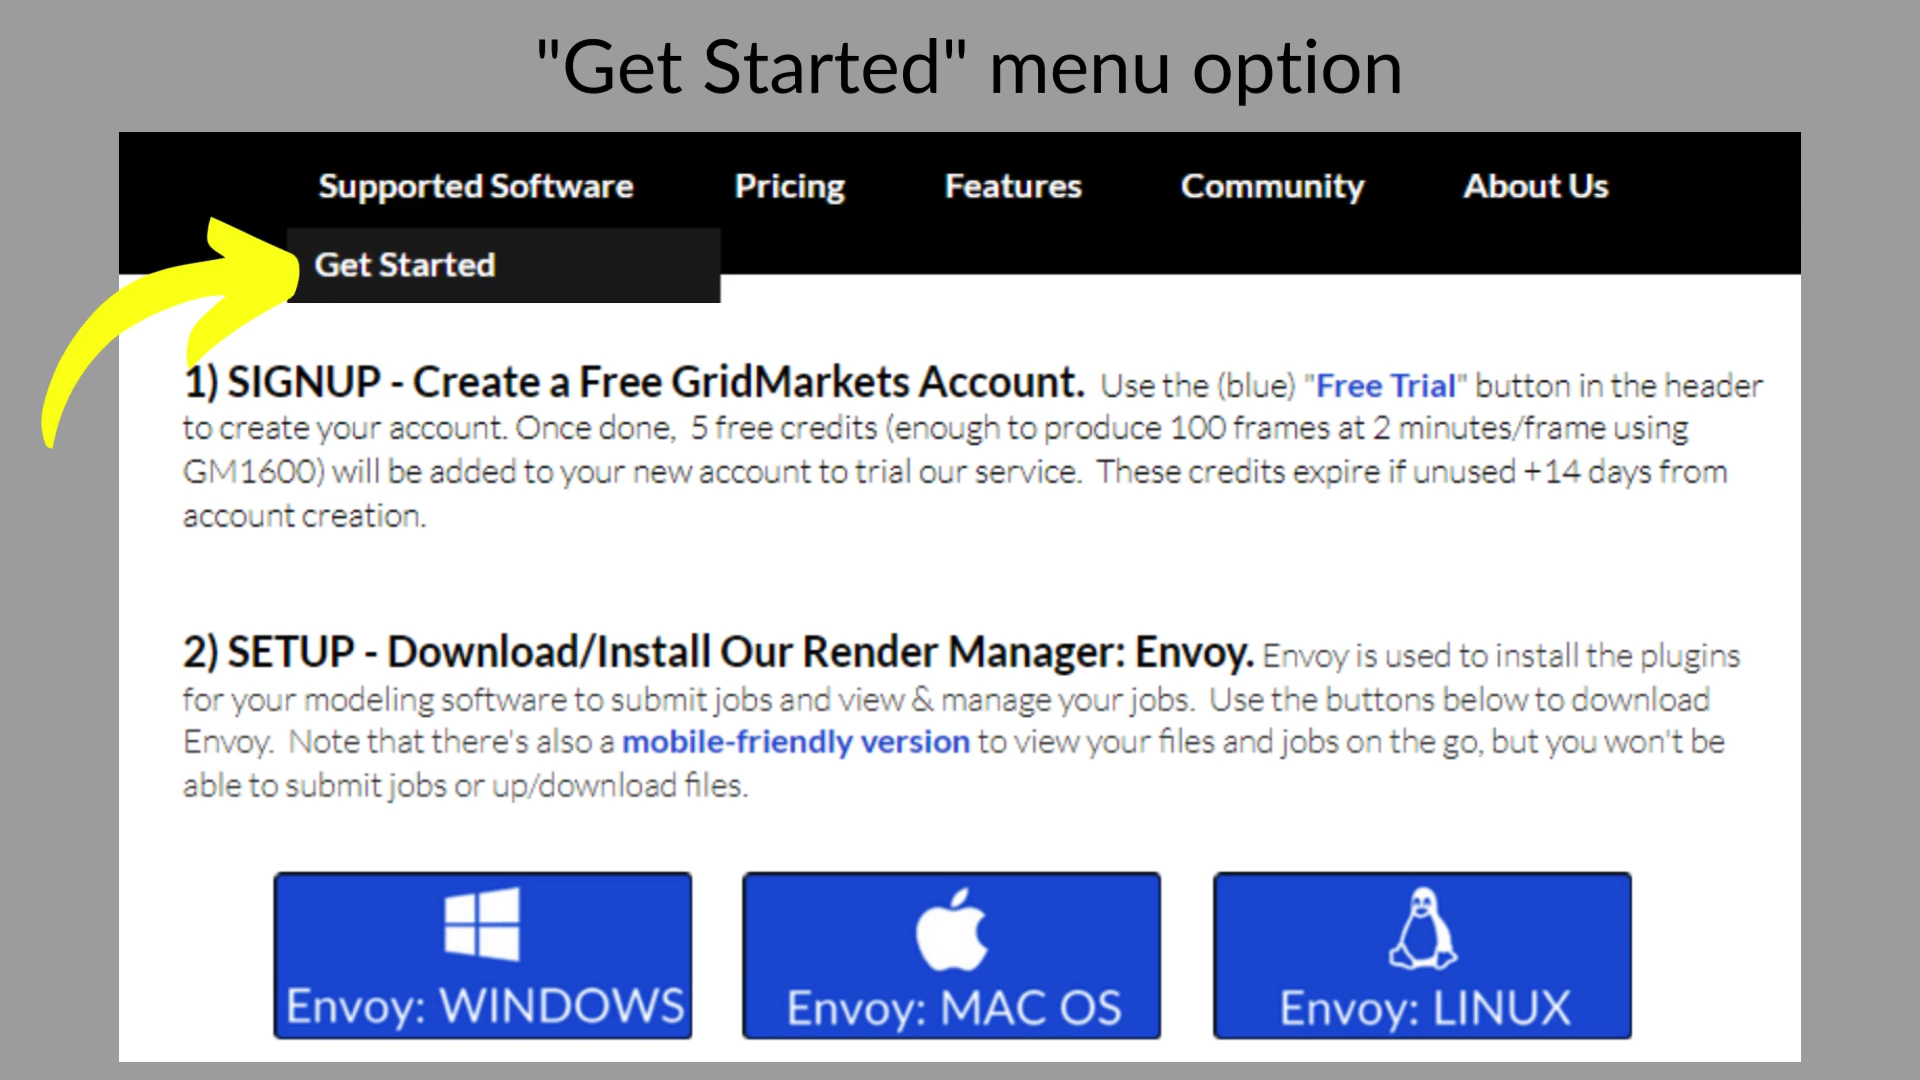 "Get Started" menu option
Supported Software Pricing Features Community About Us
Get Started
1) SIGNUP - Create a Free GridMarkets Account. Use the (blue) "Free Trial" button in the header
to create your account. Once done, 5 free credits (enough to produce 100 frames at 2 minutes/frame using
GM1600) will be added to your new account to trial our service. These credits expire if unused +14 days from
account creation.
2) SETUP - Download/Install Our Render Manager: Envoy. Envoy is used to install the plugins
for your modeling software to submit jobs and view & manage your jobs. Use the buttons below to download
Envoy. Note that there's also a mobile-friendly version to view your files and jobs on the go, but you won't be
able to submit jobs or up/download files.
Envoy: WINDOWS Envoy: MAC OS Envoy: LINUX